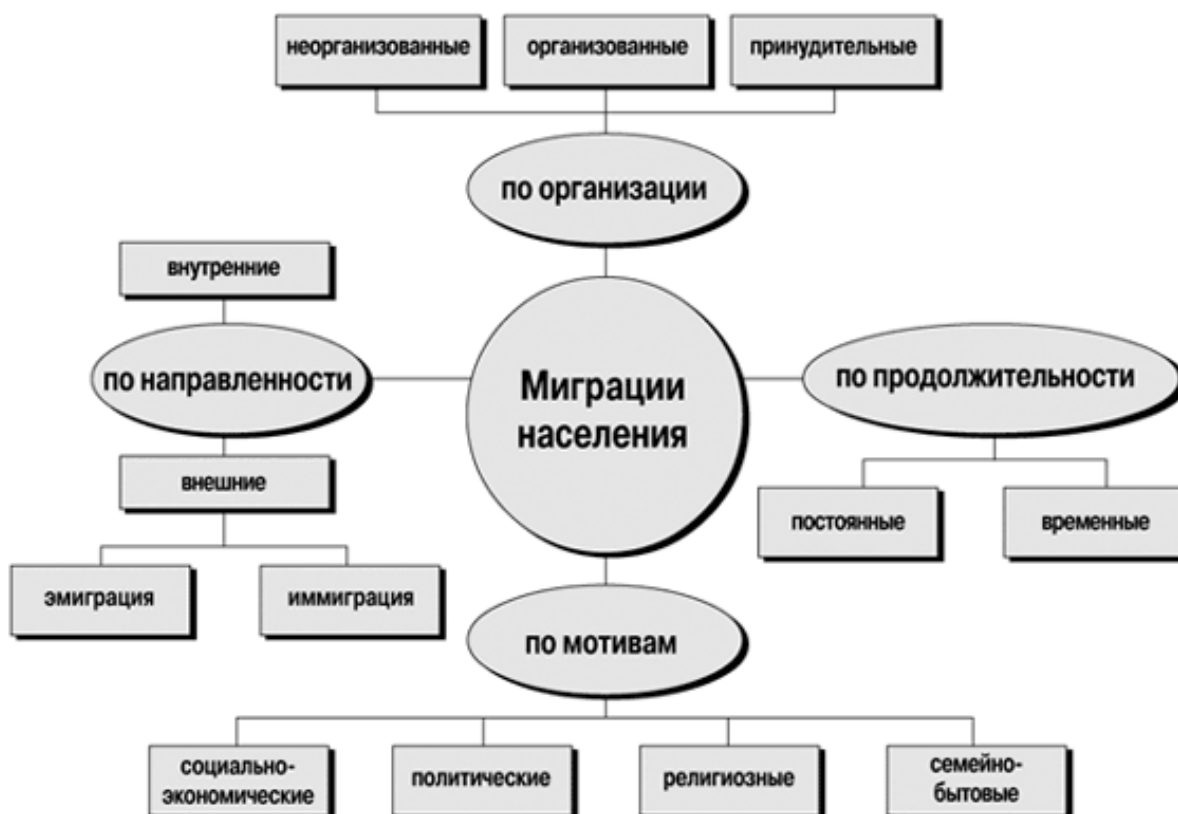 неорганизованные
организованные
принудительные
по организации
внутренние
по направленности
внешние
эмиграция
иммиграция
Миграции
населения
по продолжительности
постоянные
временные
по мотивам
социально-
экономические
политические
религиозные
семейно-
бытовые